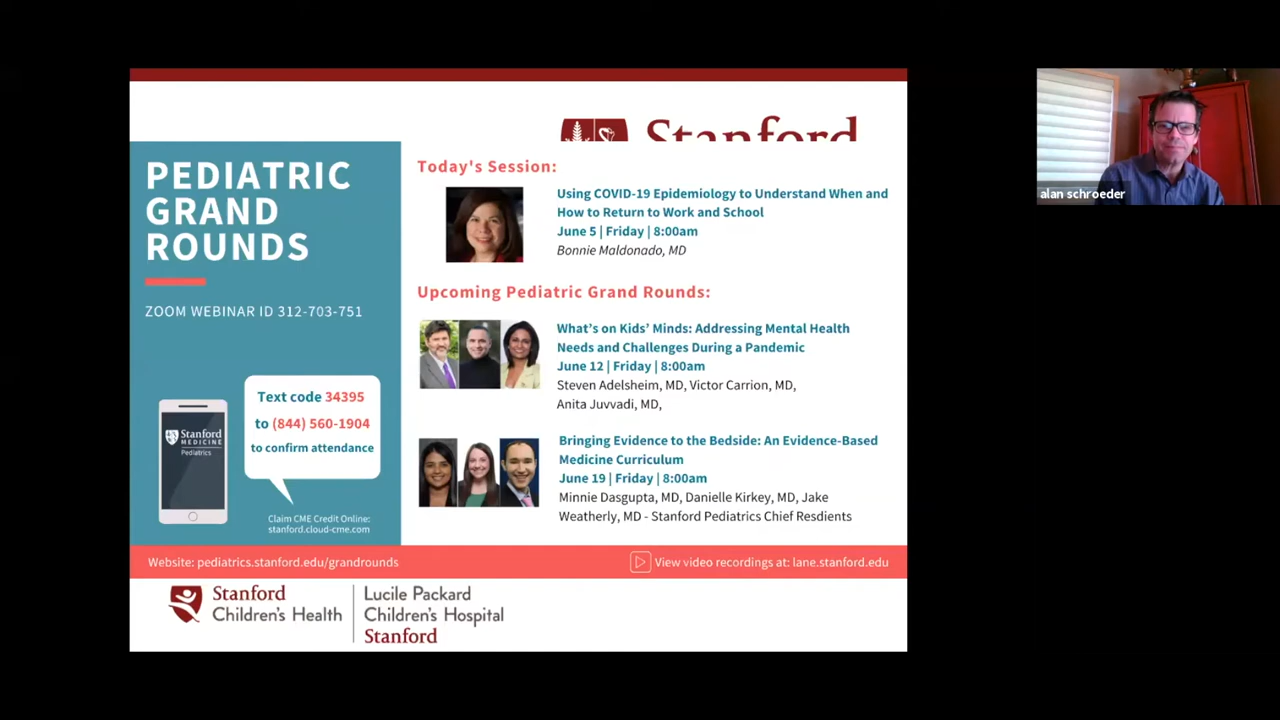 PEDIATRIC
GRAND
ROUNDS
ZOOM WEBINAR ID 312-703-751
Text code 34395
to (844) 560-1904
to confirm attendance
Stanford
MEDICINE
Pediatrics
Claim CME Credit Online:
stanford.cloud-cme.com
Stanford
Today's Session:
Using COVID-19 Epidemiology to Understand When and
How to Return to Work and School
June 5 | Friday | 8:00am
Bonnie Maldonado, MD
Upcoming Pediatric Grand Rounds:
What's on Kids' Minds: Addressing Mental Health
Needs and Challenges During a Pandemic
June 12 | Friday | 8:00am
Steven Adelsheim, MD, Victor Carrion, MD,
Anita Juvvadi, MD,
Bringing Evidence to the Bedside: An Evidence-Based
Medicine Curriculum
June 19 | Friday | 8:00am
Minnie Dasgupta, MD, Danielle Kirkey, MD, Jake
Weatherly, MD - Stanford Pediatrics Chief Resdients
Website: pediatrics.stanford.edu/grandrounds
View video recordings at: lane.stanford.edu
Stanford
Children's Health
Lucile Packard
Children's Hospital
Stanford
alan schroeder